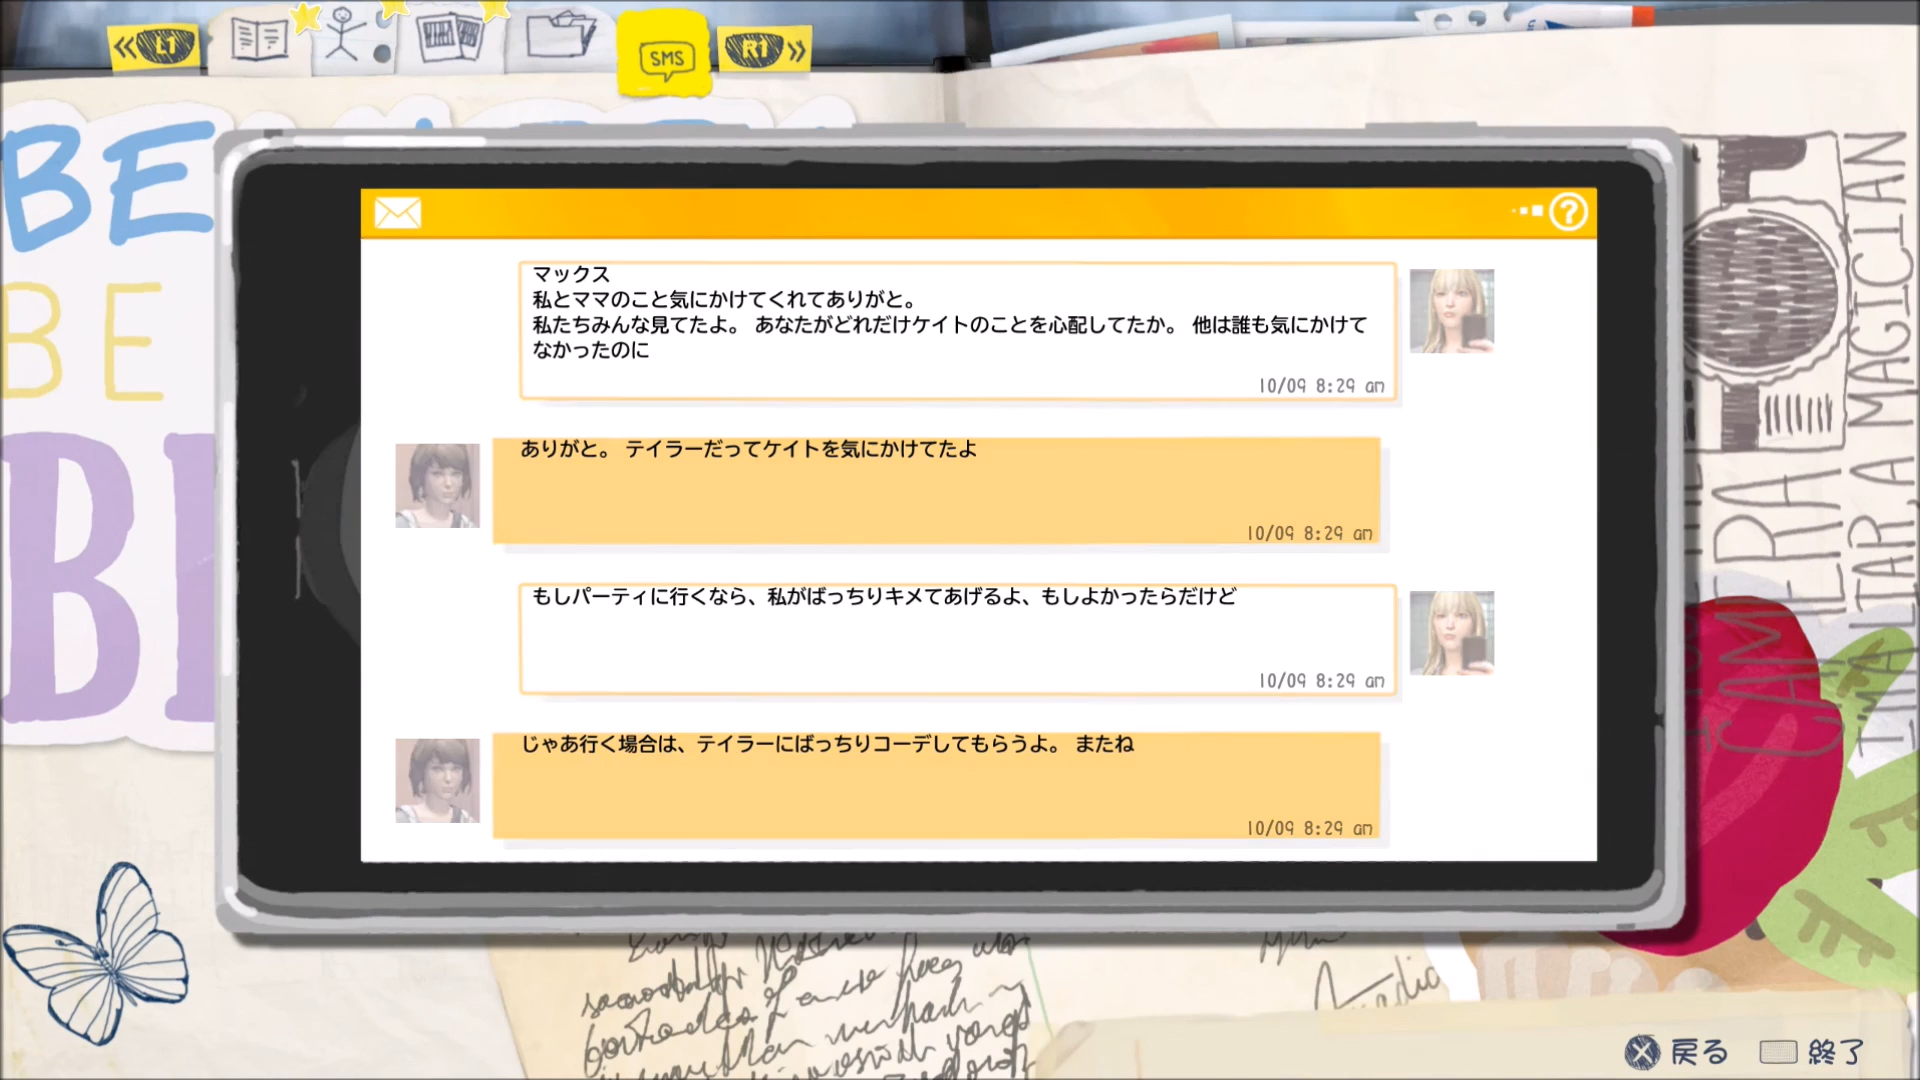 L1
SMS
R1
BE
BE
マックス
私とママのこと気にかけてくれてありがと。
私たちみんな見てたよ。 あなたがどれだけケイトのことを心配してたか。 他は誰も気にかけて
なかったのに
10/09 8:29 am
ありがと。 テイラーだってケイトを気にかけてたよ
10/09 8:29 am
もしパーティに行くなら、私がばっちりキメてあげるよ、もしよかったらだけど
10/09 8:29 am
じゃあ行く場合は、テイラーにばっちりコーデしてもらうよ。 またね
10/09 8:29 am
CAMERA
MAGICIAN
戻る
終了